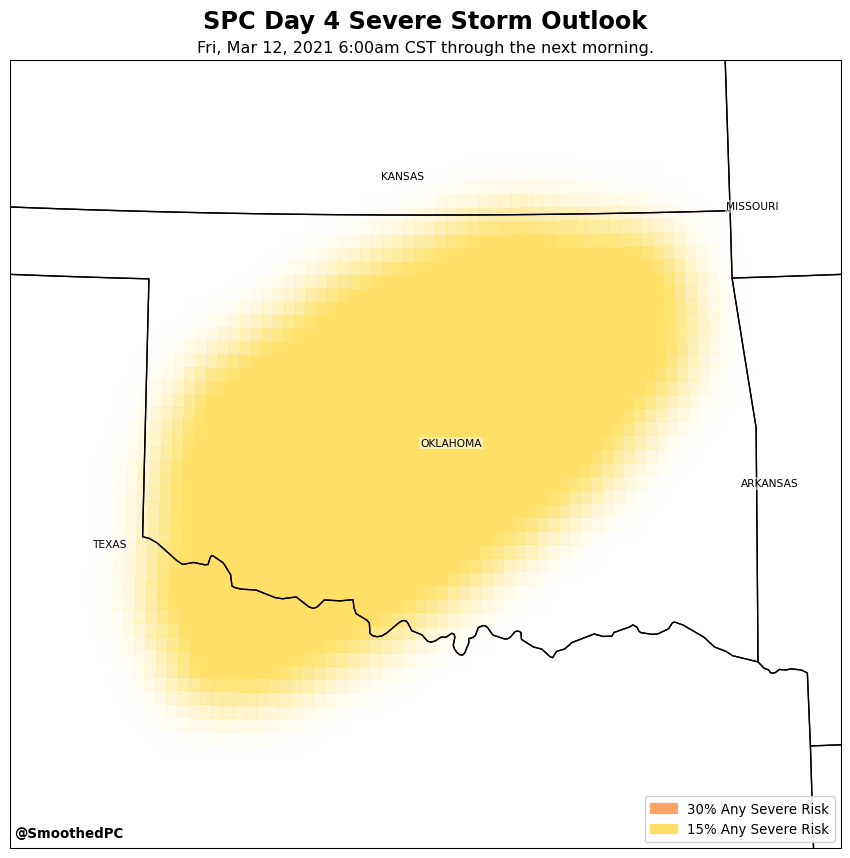 SPC Day 4 Severe Storm Outlook
Fri, Mar 12, 2021 6:00am CST through the next morning.
KANSAS
MISSOURI
OKLAHOMA
ARKANSAS
TEXAS
30% Any Severe Risk
15% Any Severe Risk
@SmoothedPC